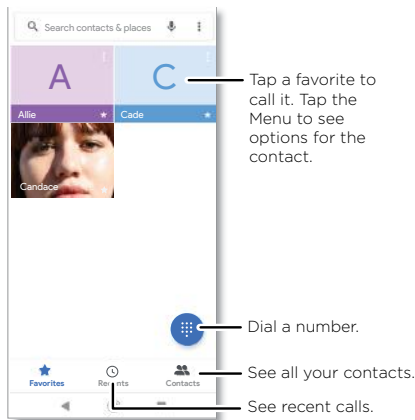 Search contacts & places
A
C
Tap a favorite to
call it. Tap the
Menu to see
options for the
contact.
Allie
Cade
Candace
Dial a number.
Favorites
Recents
Contacts
See all your contacts.
See recent calls.